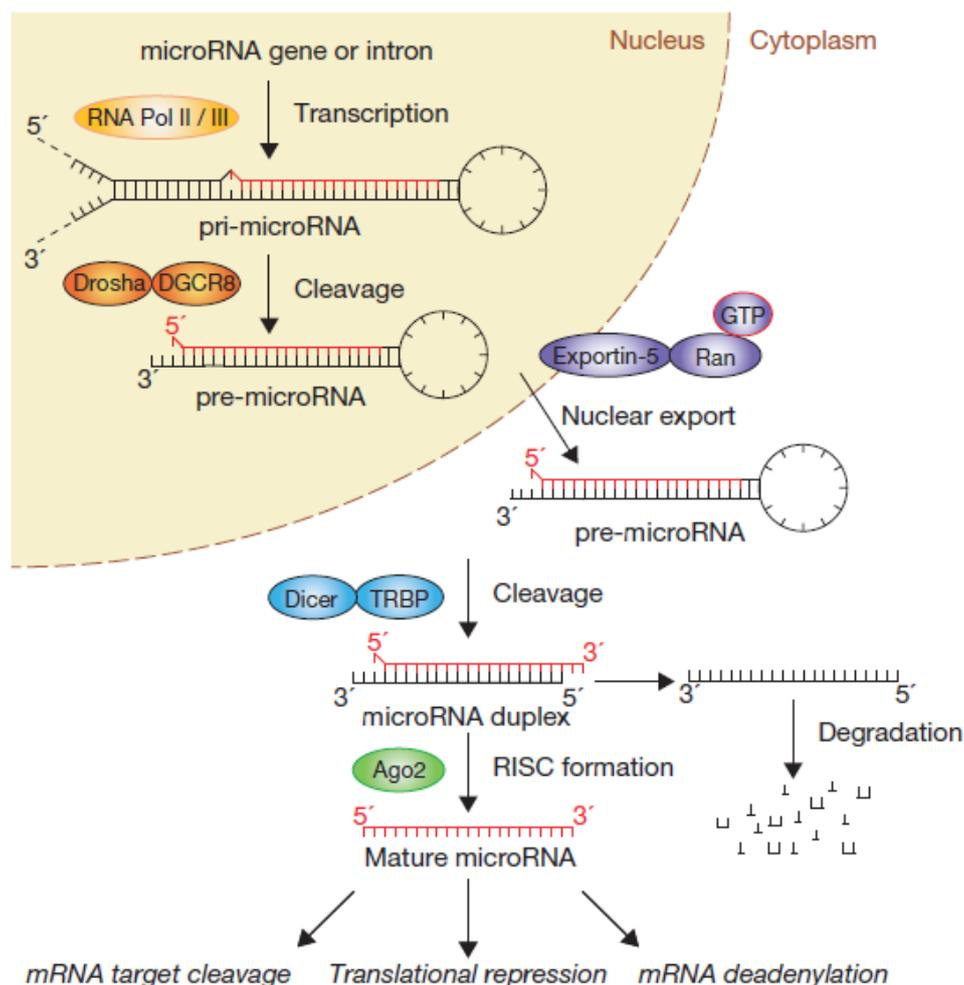 microRNA gene or intron
Nucleus
Cytoplasm
RNA Pol II / III
Transcription
5´
pri-microRNA
3´
Drosha
DGCR8
Cleavage
5´
3´
pre-microRNA
GTP
Exportin-5
Ran
Nuclear export
5´
3´
pre-microRNA
Dicer
TRBP
Cleavage
5´
3´
3´
5´
microRNA duplex
3´
5´
Degradation
Ago2
RISC formation
5´
3´
Mature microRNA
mRNA target cleavage
Translational repression
mRNA deadenylation